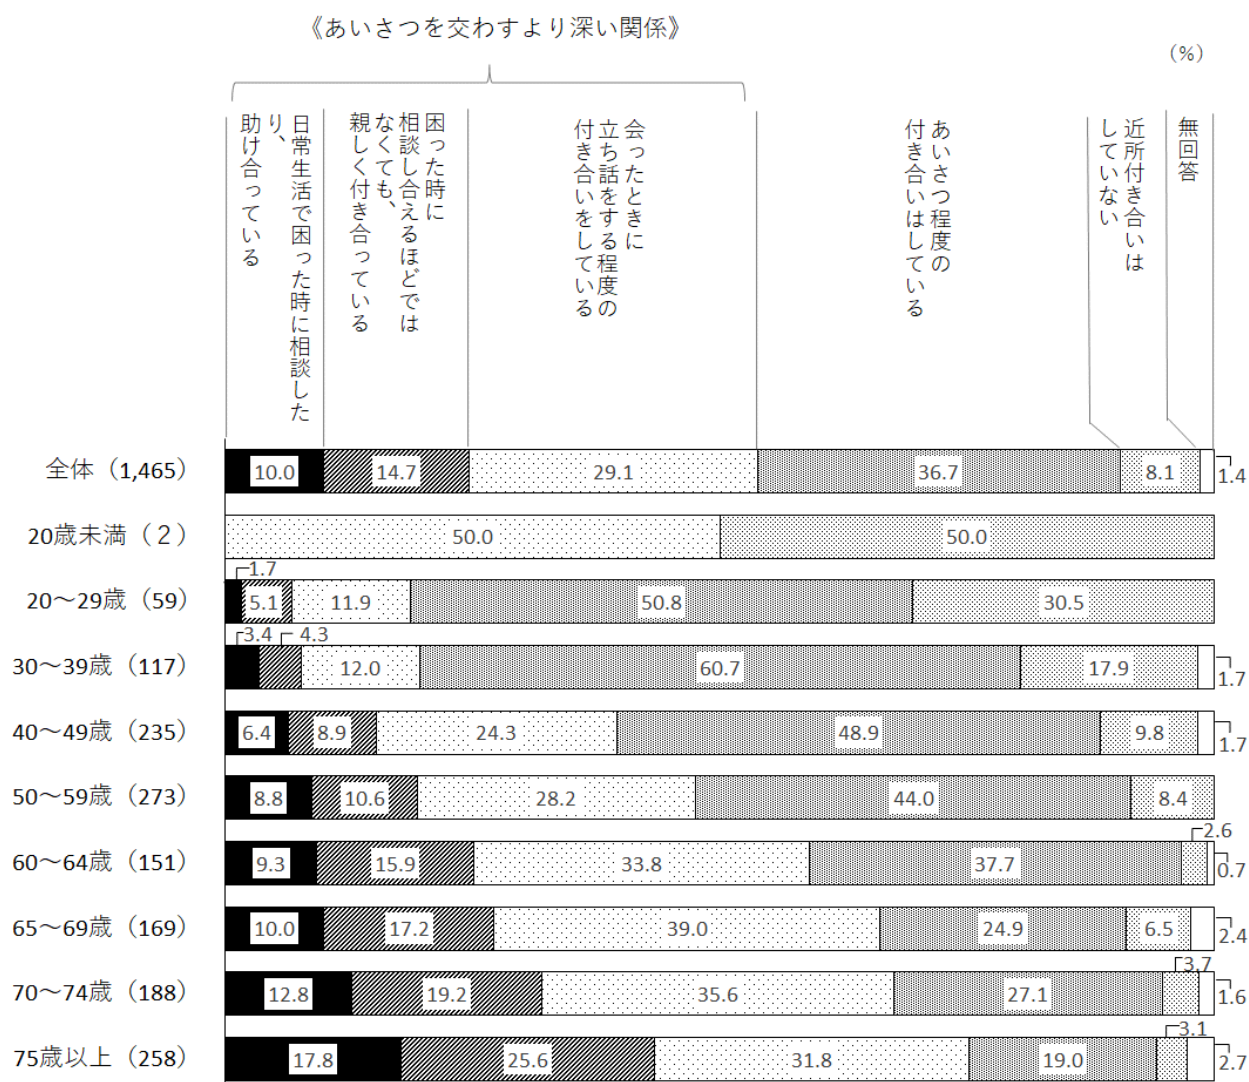 《あいさつを交わすより深い関係》
(%)
日常生活で困った時に相談した
り、
助け合っている
困った時に
相談し合えるほどでは
なくても、
親しく付き合っている
会ったときに
立ち話をする程度の
付き合いをしている
あいさつ程度の
付き合いはしている
近所付き合いは
していない
無回答
全体（1,465） 10.0 14.7 29.1 36.7 8.1 1.4
20歳未満（２） 50.0 50.0
20～29歳（59） 1.7 5.1 11.9 50.8 30.5
30～39歳（117） 3.4 4.3 12.0 60.7 17.9 1.7
40～49歳（235） 6.4 8.9 24.3 48.9 9.8 1.7
50～59歳（273） 8.8 10.6 28.2 44.0 8.4
60～64歳（151） 9.3 15.9 33.8 37.7 2.6 0.7
65～69歳（169） 10.0 17.2 39.0 24.9 6.5 2.4
70～74歳（188） 12.8 19.2 35.6 27.1 3.7 1.6
75歳以上（258） 17.8 25.6 31.8 19.0 3.1 2.7